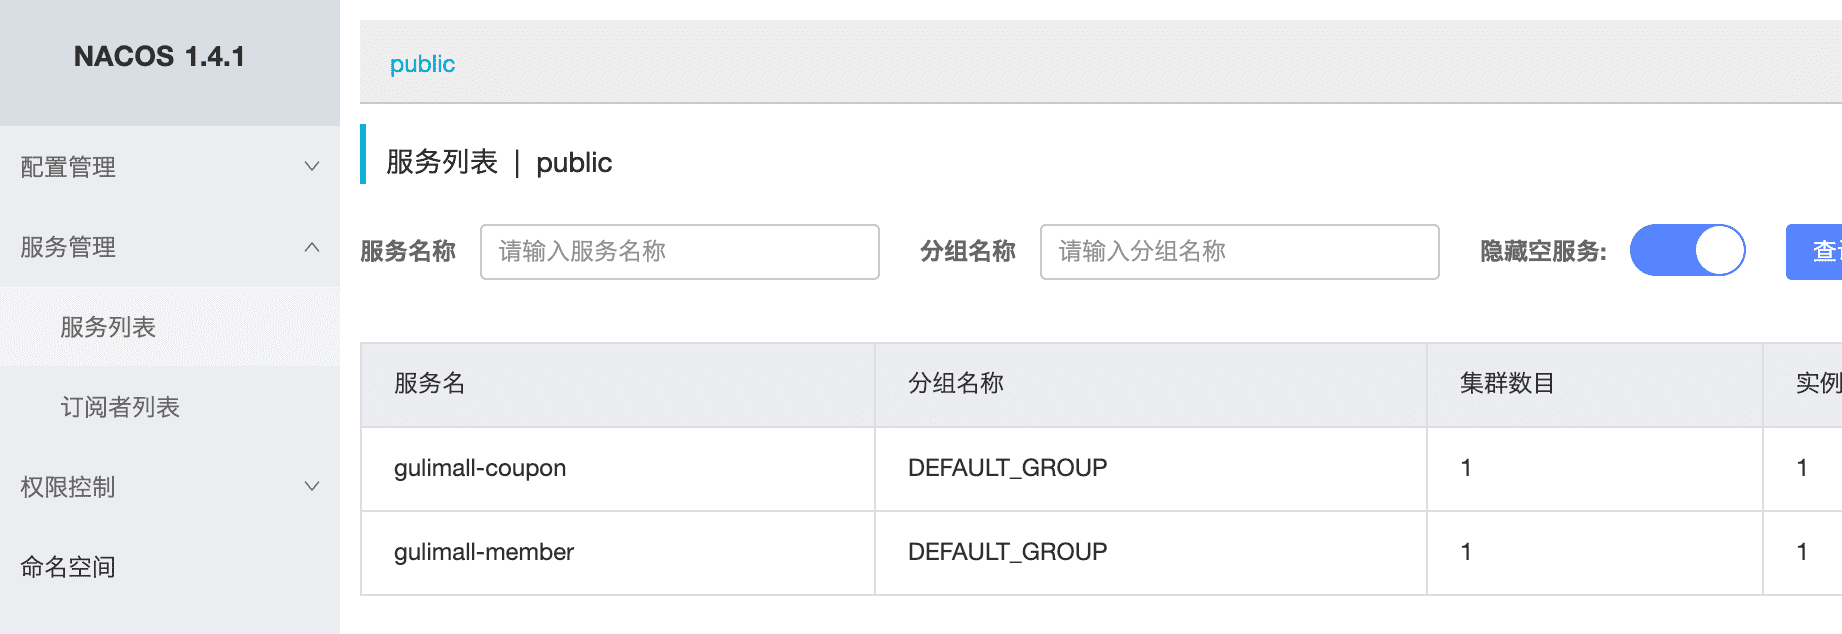 NACOS 1.4.1
配置管理
服务管理
服务列表
订阅者列表
权限控制
命名空间
public
服务列表 | public
服务名称 请输入服务名称 分组名称 请输入分组名称 隐藏空服务: 查
服务名 分组名称 集群数目 实例
gulimall-coupon DEFAULT_GROUP 1 1
gulimall-member DEFAULT_GROUP 1 1